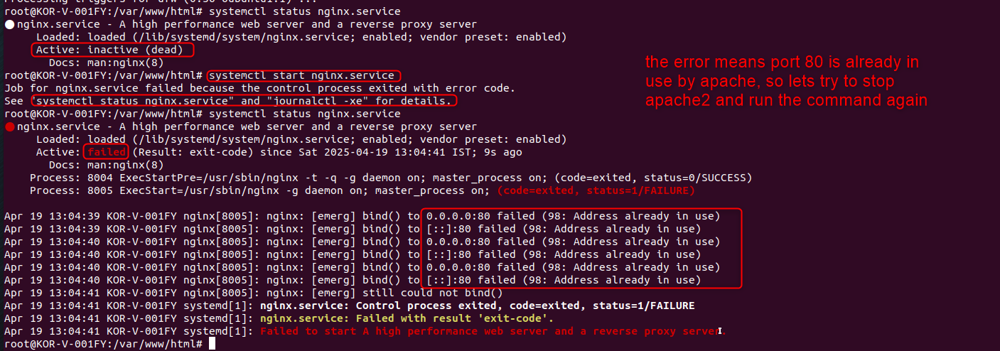 Processing triggers for ufw (0.36-0ubuntu1.1) ...
root@KOR-V-001FY:/var/www/html# systemctl status nginx.service
nginx.service - A high performance web server and a reverse proxy server
Loaded: loaded (/lib/systemd/system/nginx.service; enabled; vendor preset: enabled)
Active: inactive (dead)
Docs: man:nginx(8)
root@KOR-V-001FY:/var/www/html# systemctl start nginx.service
Job for nginx.service failed because the control process exited with error code.
See "systemctl status nginx.service" and "journalctl -xe" for details.
root@KOR-V-001FY:/var/www/html# systemctl status nginx.service
nginx.service - A high performance web server and a reverse proxy server
Loaded: loaded (/lib/systemd/system/nginx.service; enabled; vendor preset: enabled)
Active: failed (Result: exit-code) since Sat 2025-04-19 13:04:41 IST; 9s ago
Docs: man:nginx(8)
Process: 8004 ExecStartPre=/usr/sbin/nginx -t -q -g daemon on; master_process on; (code=exited, status=0/SUCCESS)
Process: 8005 ExecStart=/usr/sbin/nginx -g daemon on; master_process on; (code=exited, status=1/FAILURE)
Apr 19 13:04:39 KOR-V-001FY nginx[8005]: nginx: [emerg] bind() to 0.0.0.0:80 failed (98: Address already in use)
Apr 19 13:04:39 KOR-V-001FY nginx[8005]: nginx: [emerg] bind() to [::]:80 failed (98: Address already in use)
Apr 19 13:04:40 KOR-V-001FY nginx[8005]: nginx: [emerg] bind() to 0.0.0.0:80 failed (98: Address already in use)
Apr 19 13:04:40 KOR-V-001FY nginx[8005]: nginx: [emerg] bind() to [::]:80 failed (98: Address already in use)
Apr 19 13:04:40 KOR-V-001FY nginx[8005]: nginx: [emerg] bind() to 0.0.0.0:80 failed (98: Address already in use)
Apr 19 13:04:40 KOR-V-001FY nginx[8005]: nginx: [emerg] bind() to [::]:80 failed (98: Address already in use)
Apr 19 13:04:41 KOR-V-001FY nginx[8005]: nginx: [emerg] still could not bind()
Apr 19 13:04:41 KOR-V-001FY systemd[1]: nginx.service: Control process exited, code=exited, status=1/FAILURE
Apr 19 13:04:41 KOR-V-001FY systemd[1]: nginx.service: Failed with result 'exit-code'.
Apr 19 13:04:41 KOR-V-001FY systemd[1]: Failed to start A high performance web server and a reverse proxy server.
root@KOR-V-001FY:/var/www/html#
the error means port 80 is already in
use by apache, so lets try to stop
apache2 and run the command again